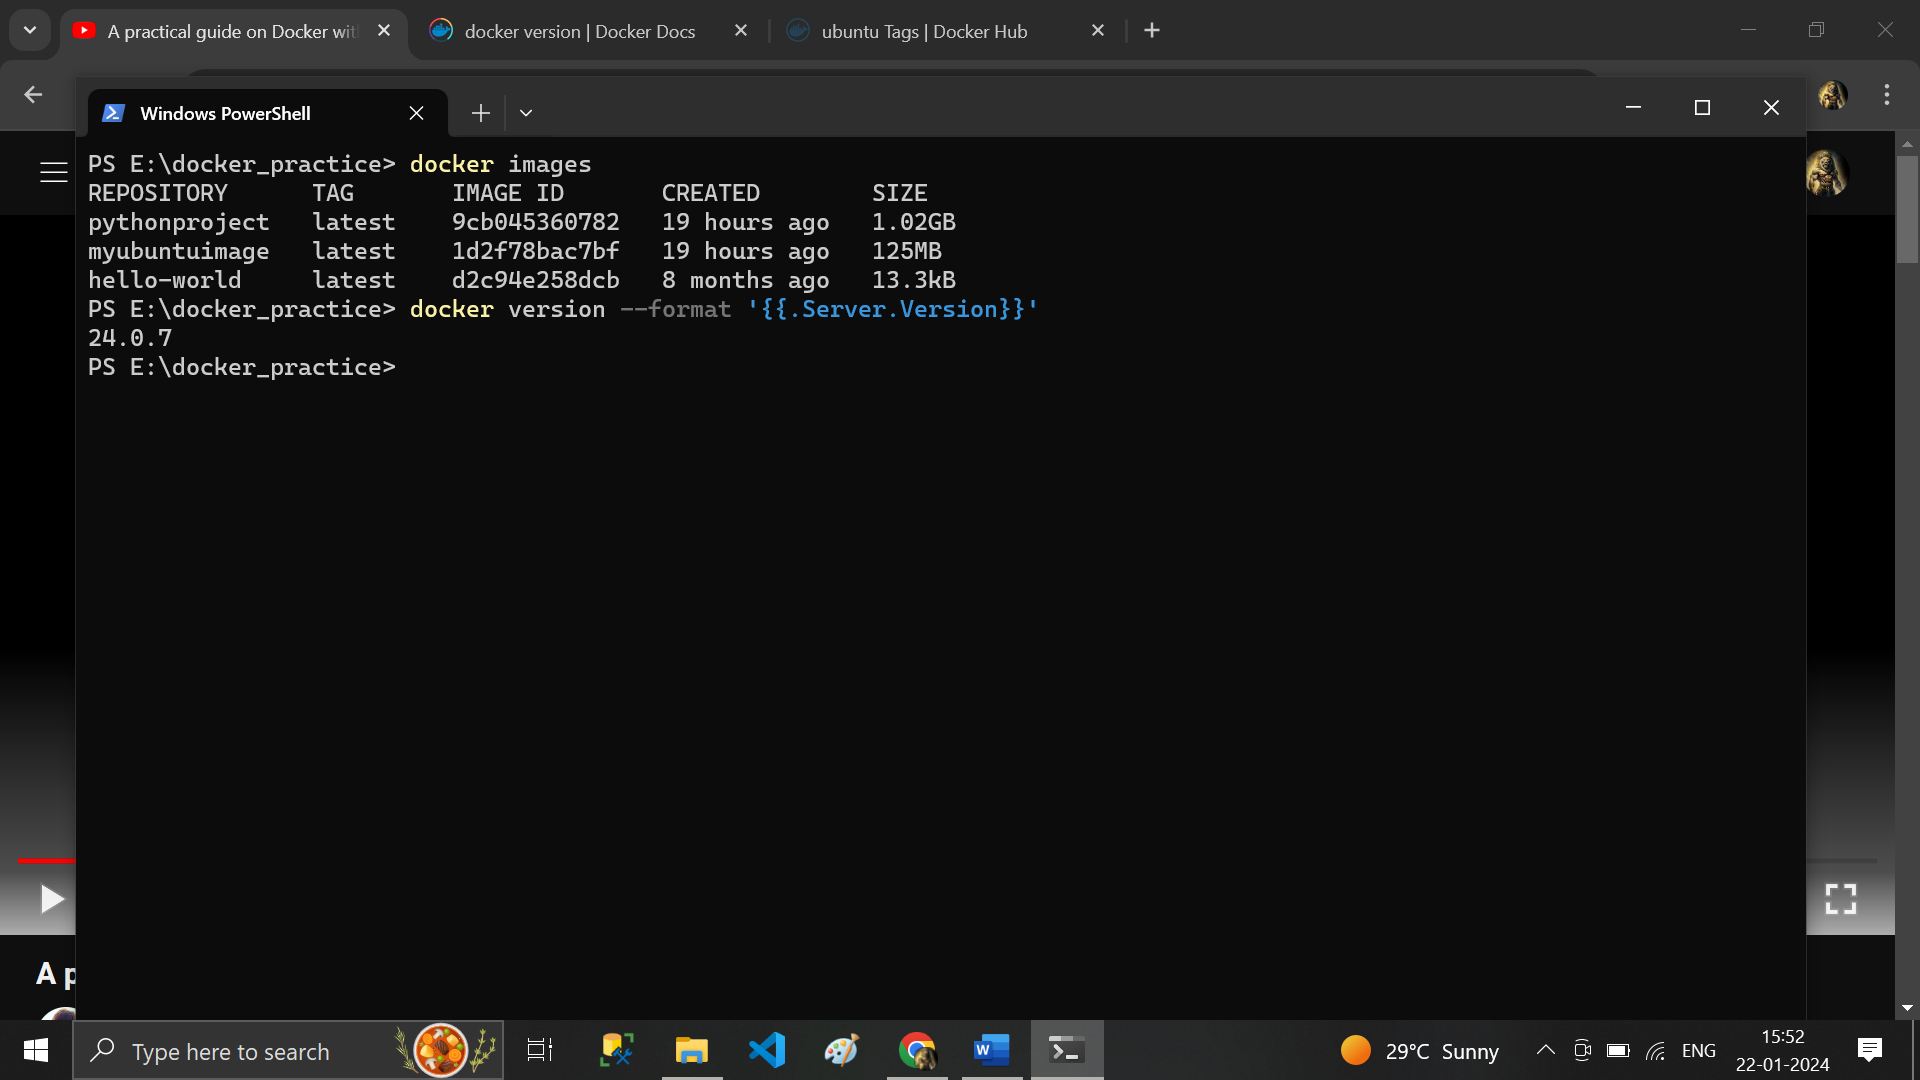 A practical guide on Docker wit
docker version | Docker Docs
ubuntu Tags | Docker Hub
Windows PowerShell
PS E:\docker_practice> docker images
REPOSITORY TAG IMAGE ID CREATED SIZE
pythonproject latest 9cb045360782 19 hours ago 1.02GB
myubuntuimage latest 1d2f78bac7bf 19 hours ago 125MB
hello-world latest d2c94e258dcb 8 months ago 13.3kB
PS E:\docker_practice> docker version --format '{{.Server.Version}}'
24.0.7
PS E:\docker_practice>
A p
Type here to search
29°C Sunny
ENG
15:52
22-01-2024